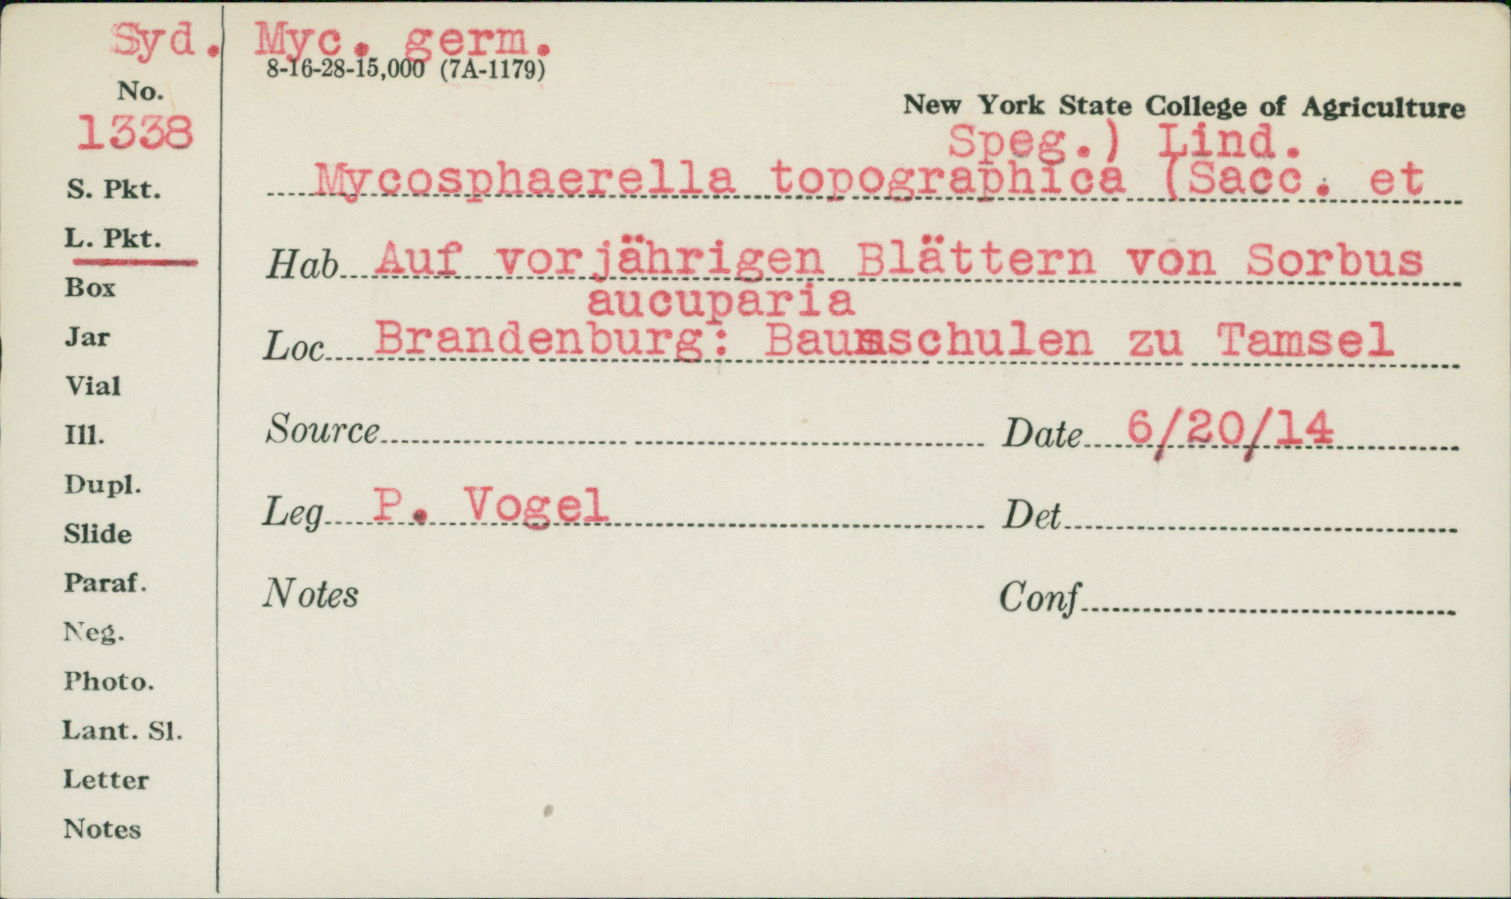 Syd. Myc. germ.
8-16-28-15,000 (7A-1179)
No.
1338
New York State College of Agriculture
Speg.) Lind.
Mycosphaerella topographica (Sacc. et
S. Pkt.
L. Pkt.
Hab Auf vorjährigen Blättern von Sorbus
aucuparia
Box
Jar
Loc Brandenburg: Baumschulen zu Tamsel
Vial
Ill.
Source Date 6/20/14
Dupl.
Leg P. Vogel Det
Slide
Paraf.
Notes Conf
Neg.
Photo.
Lant. Sl.
Letter
Notes